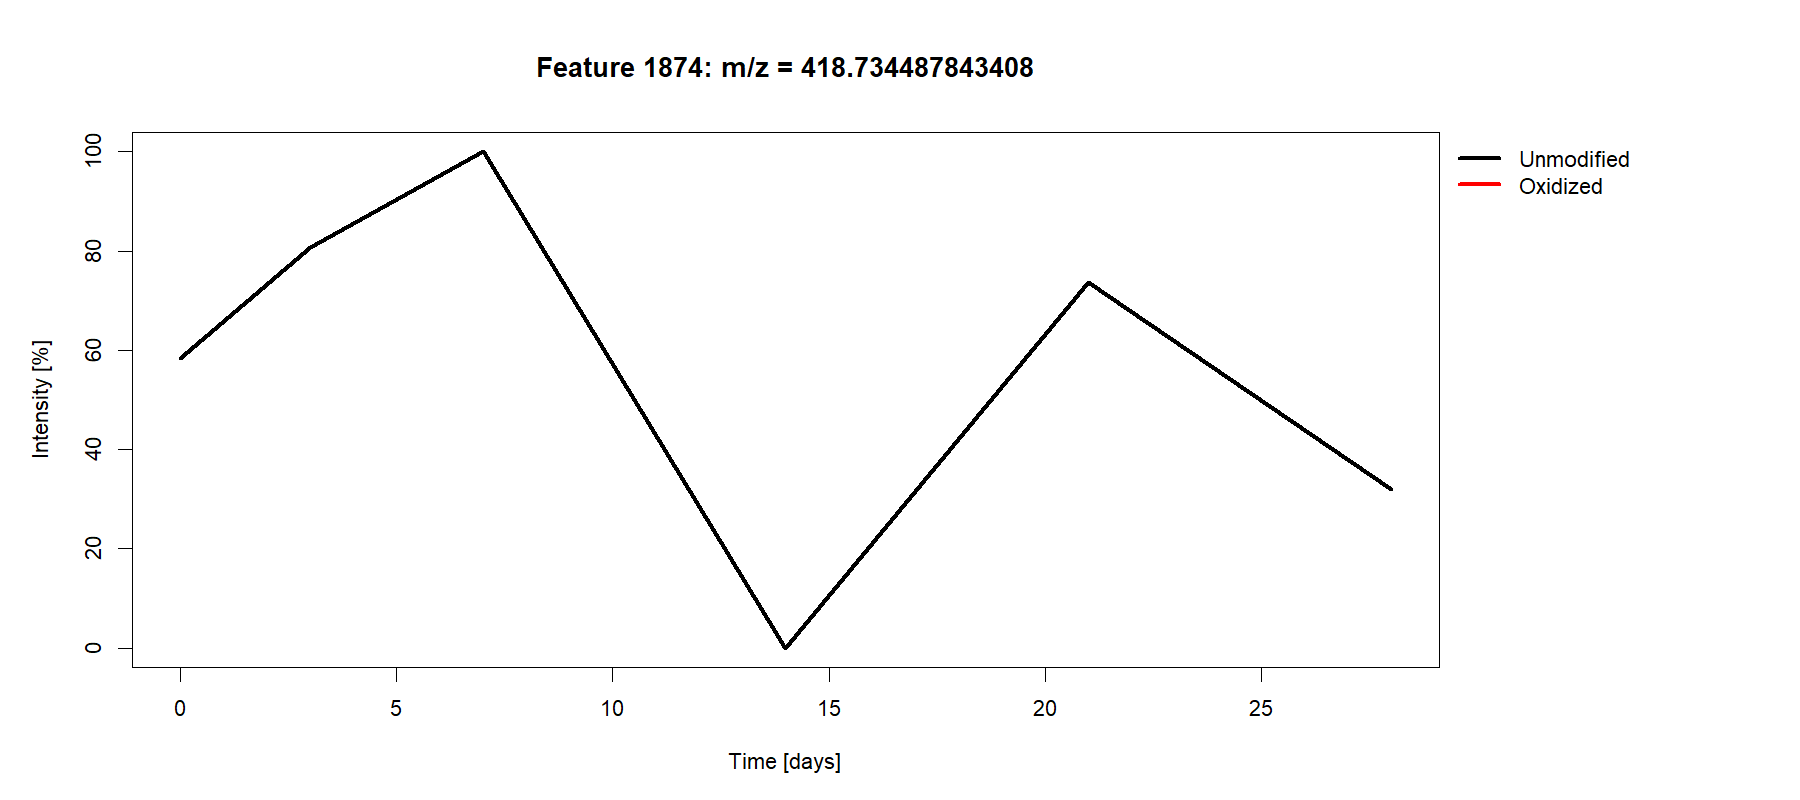 Feature 1874: m/z = 418.734487843408
Unmodified
Oxidized
Intensity [%]
100
80
60
40
20
0
0 5 10 15 20 25
Time [days]